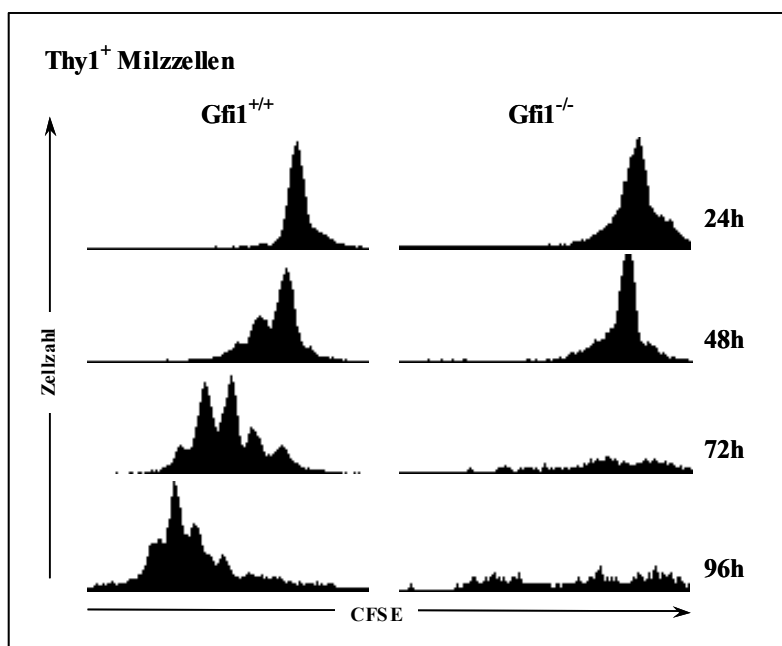 Thy1+ Milzzellen
Gfi1+/+
Gfi1-/-
24h
48h
72h
96h
Zellzahl
CFSE